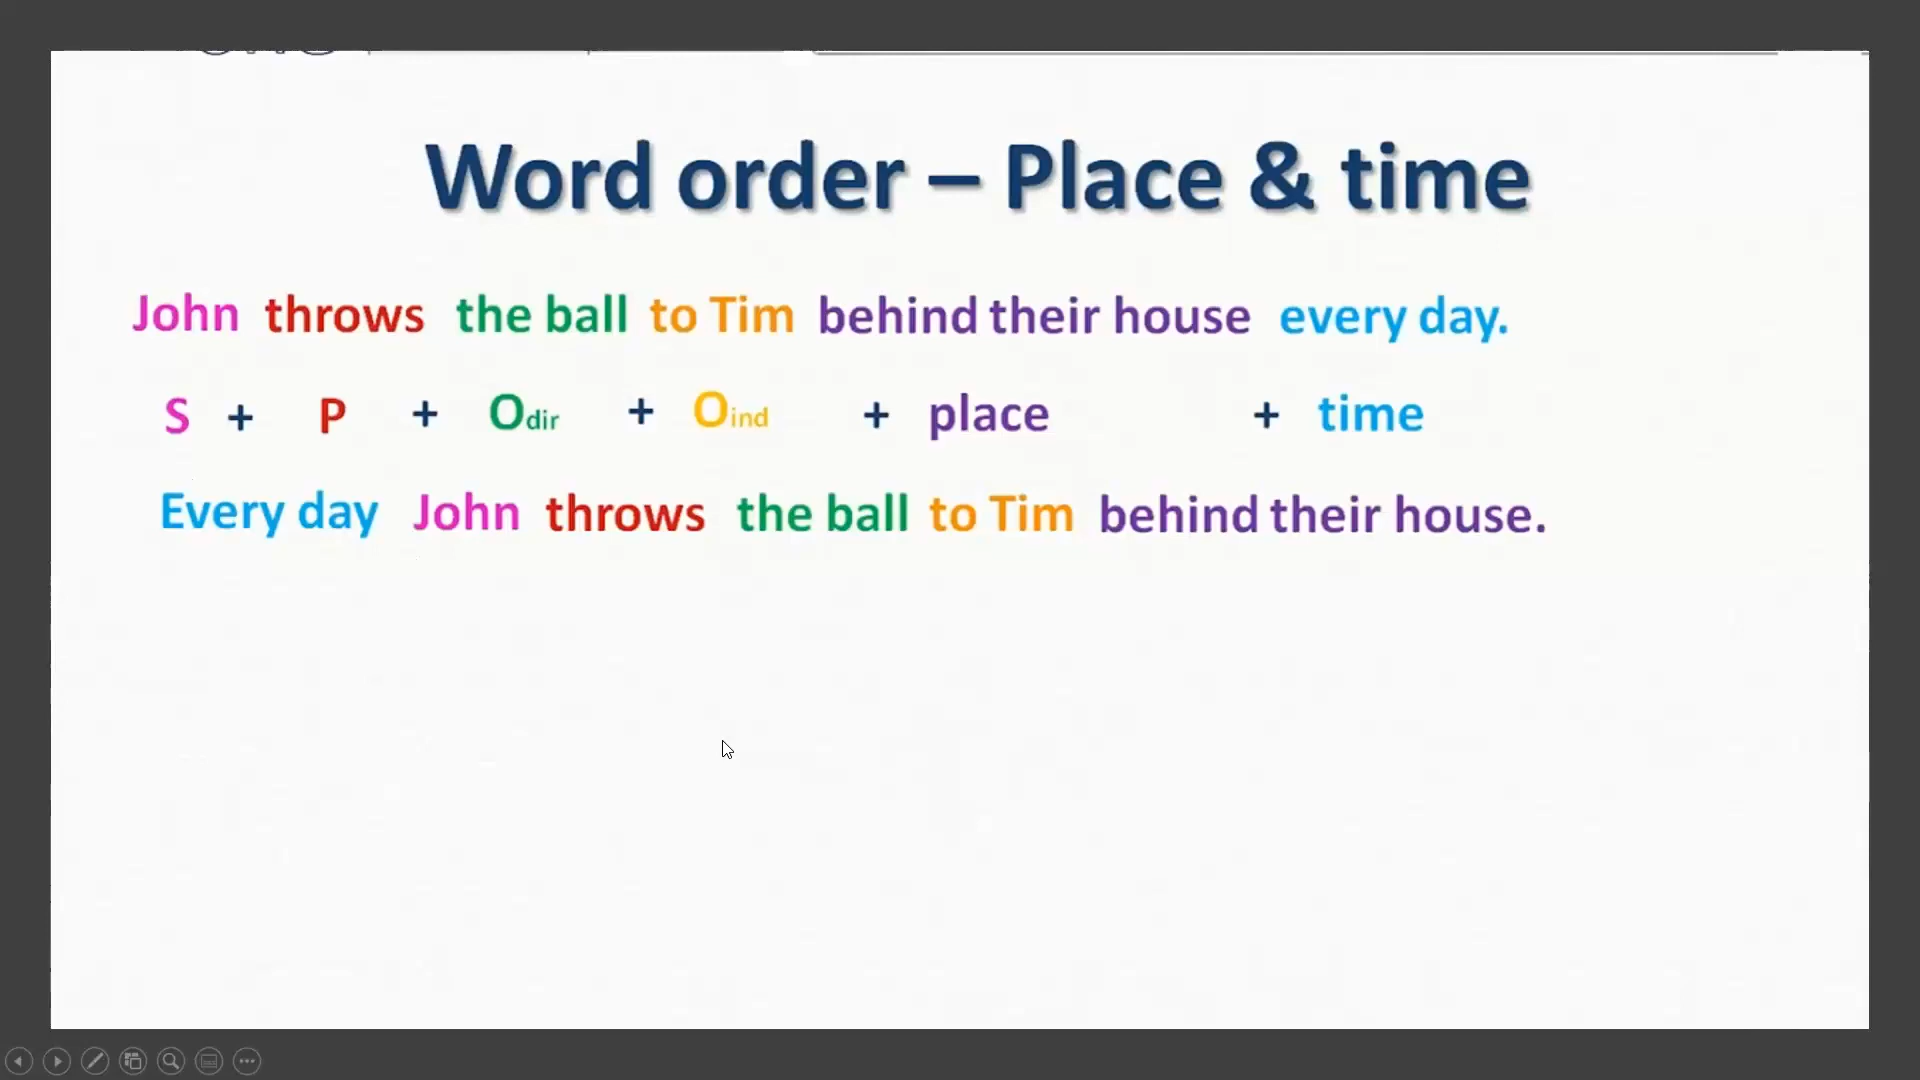 Word order – Place & time
John throws the ball to Tim behind their house every day.
S + P + Odir + Oind + place + time
Every day John throws the ball to Tim behind their house.